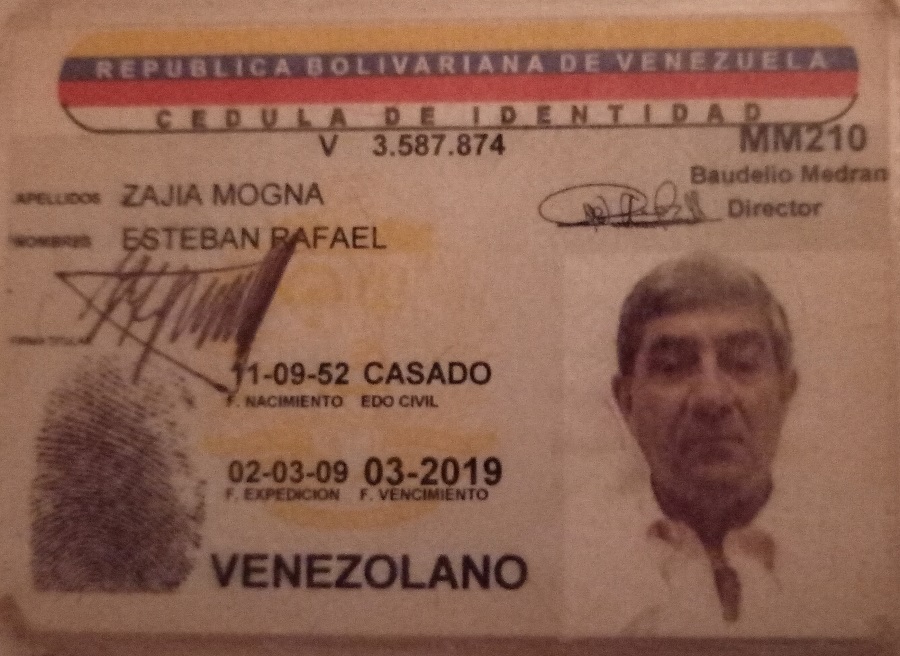 REPUBLICA BOLIVARIANA DE VENEZUELA
CEDULA DE IDENTIDAD
V 3.587.874
MM210
Baudelio Medran
Director
APELLIDOS ZAJIA MOGNA
NOMBRES ESTEBAN RAFAEL
FIRMA TITULAR
11-09-52 CASADO
F. NACIMIENTO EDO CIVIL
02-03-09 03-2019
F. EXPEDICION F. VENCIMIENTO
VENEZOLANO